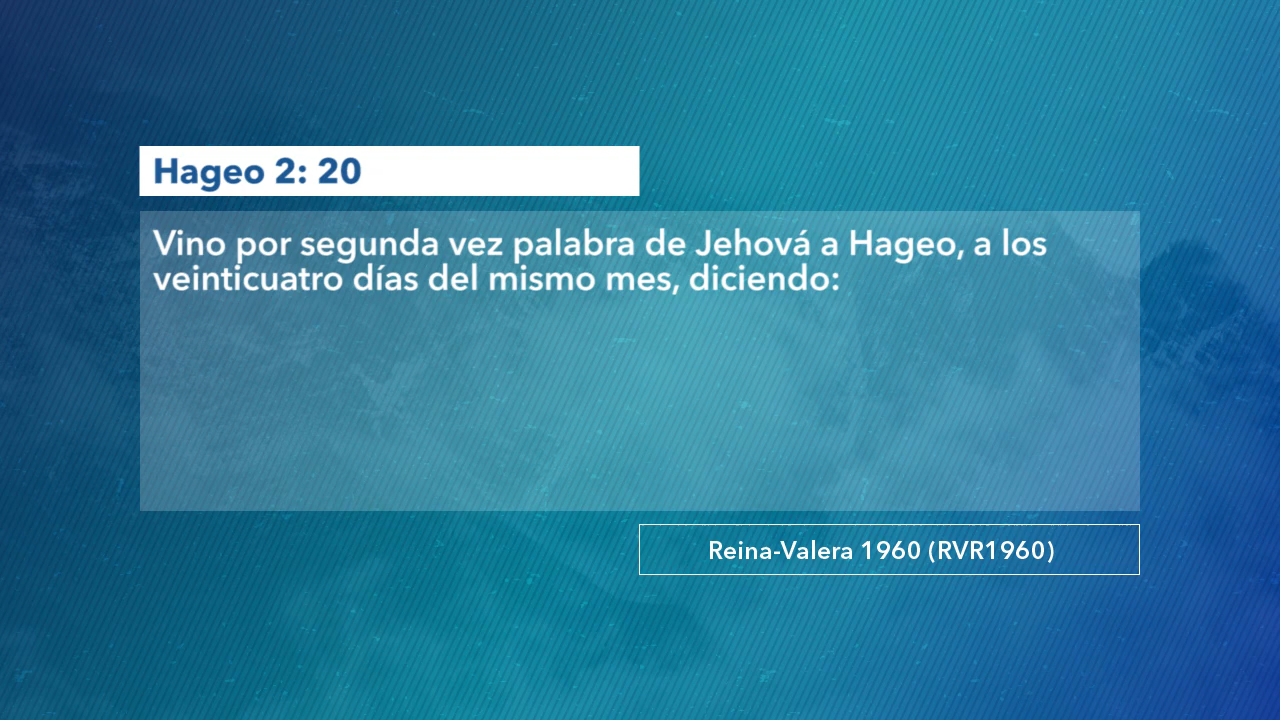 Hageo 2: 20
Vino por segunda vez palabra de Jehová a Hageo, a los
veinticuatro días del mismo mes, diciendo:
Reina-Valera 1960 (RVR1960)